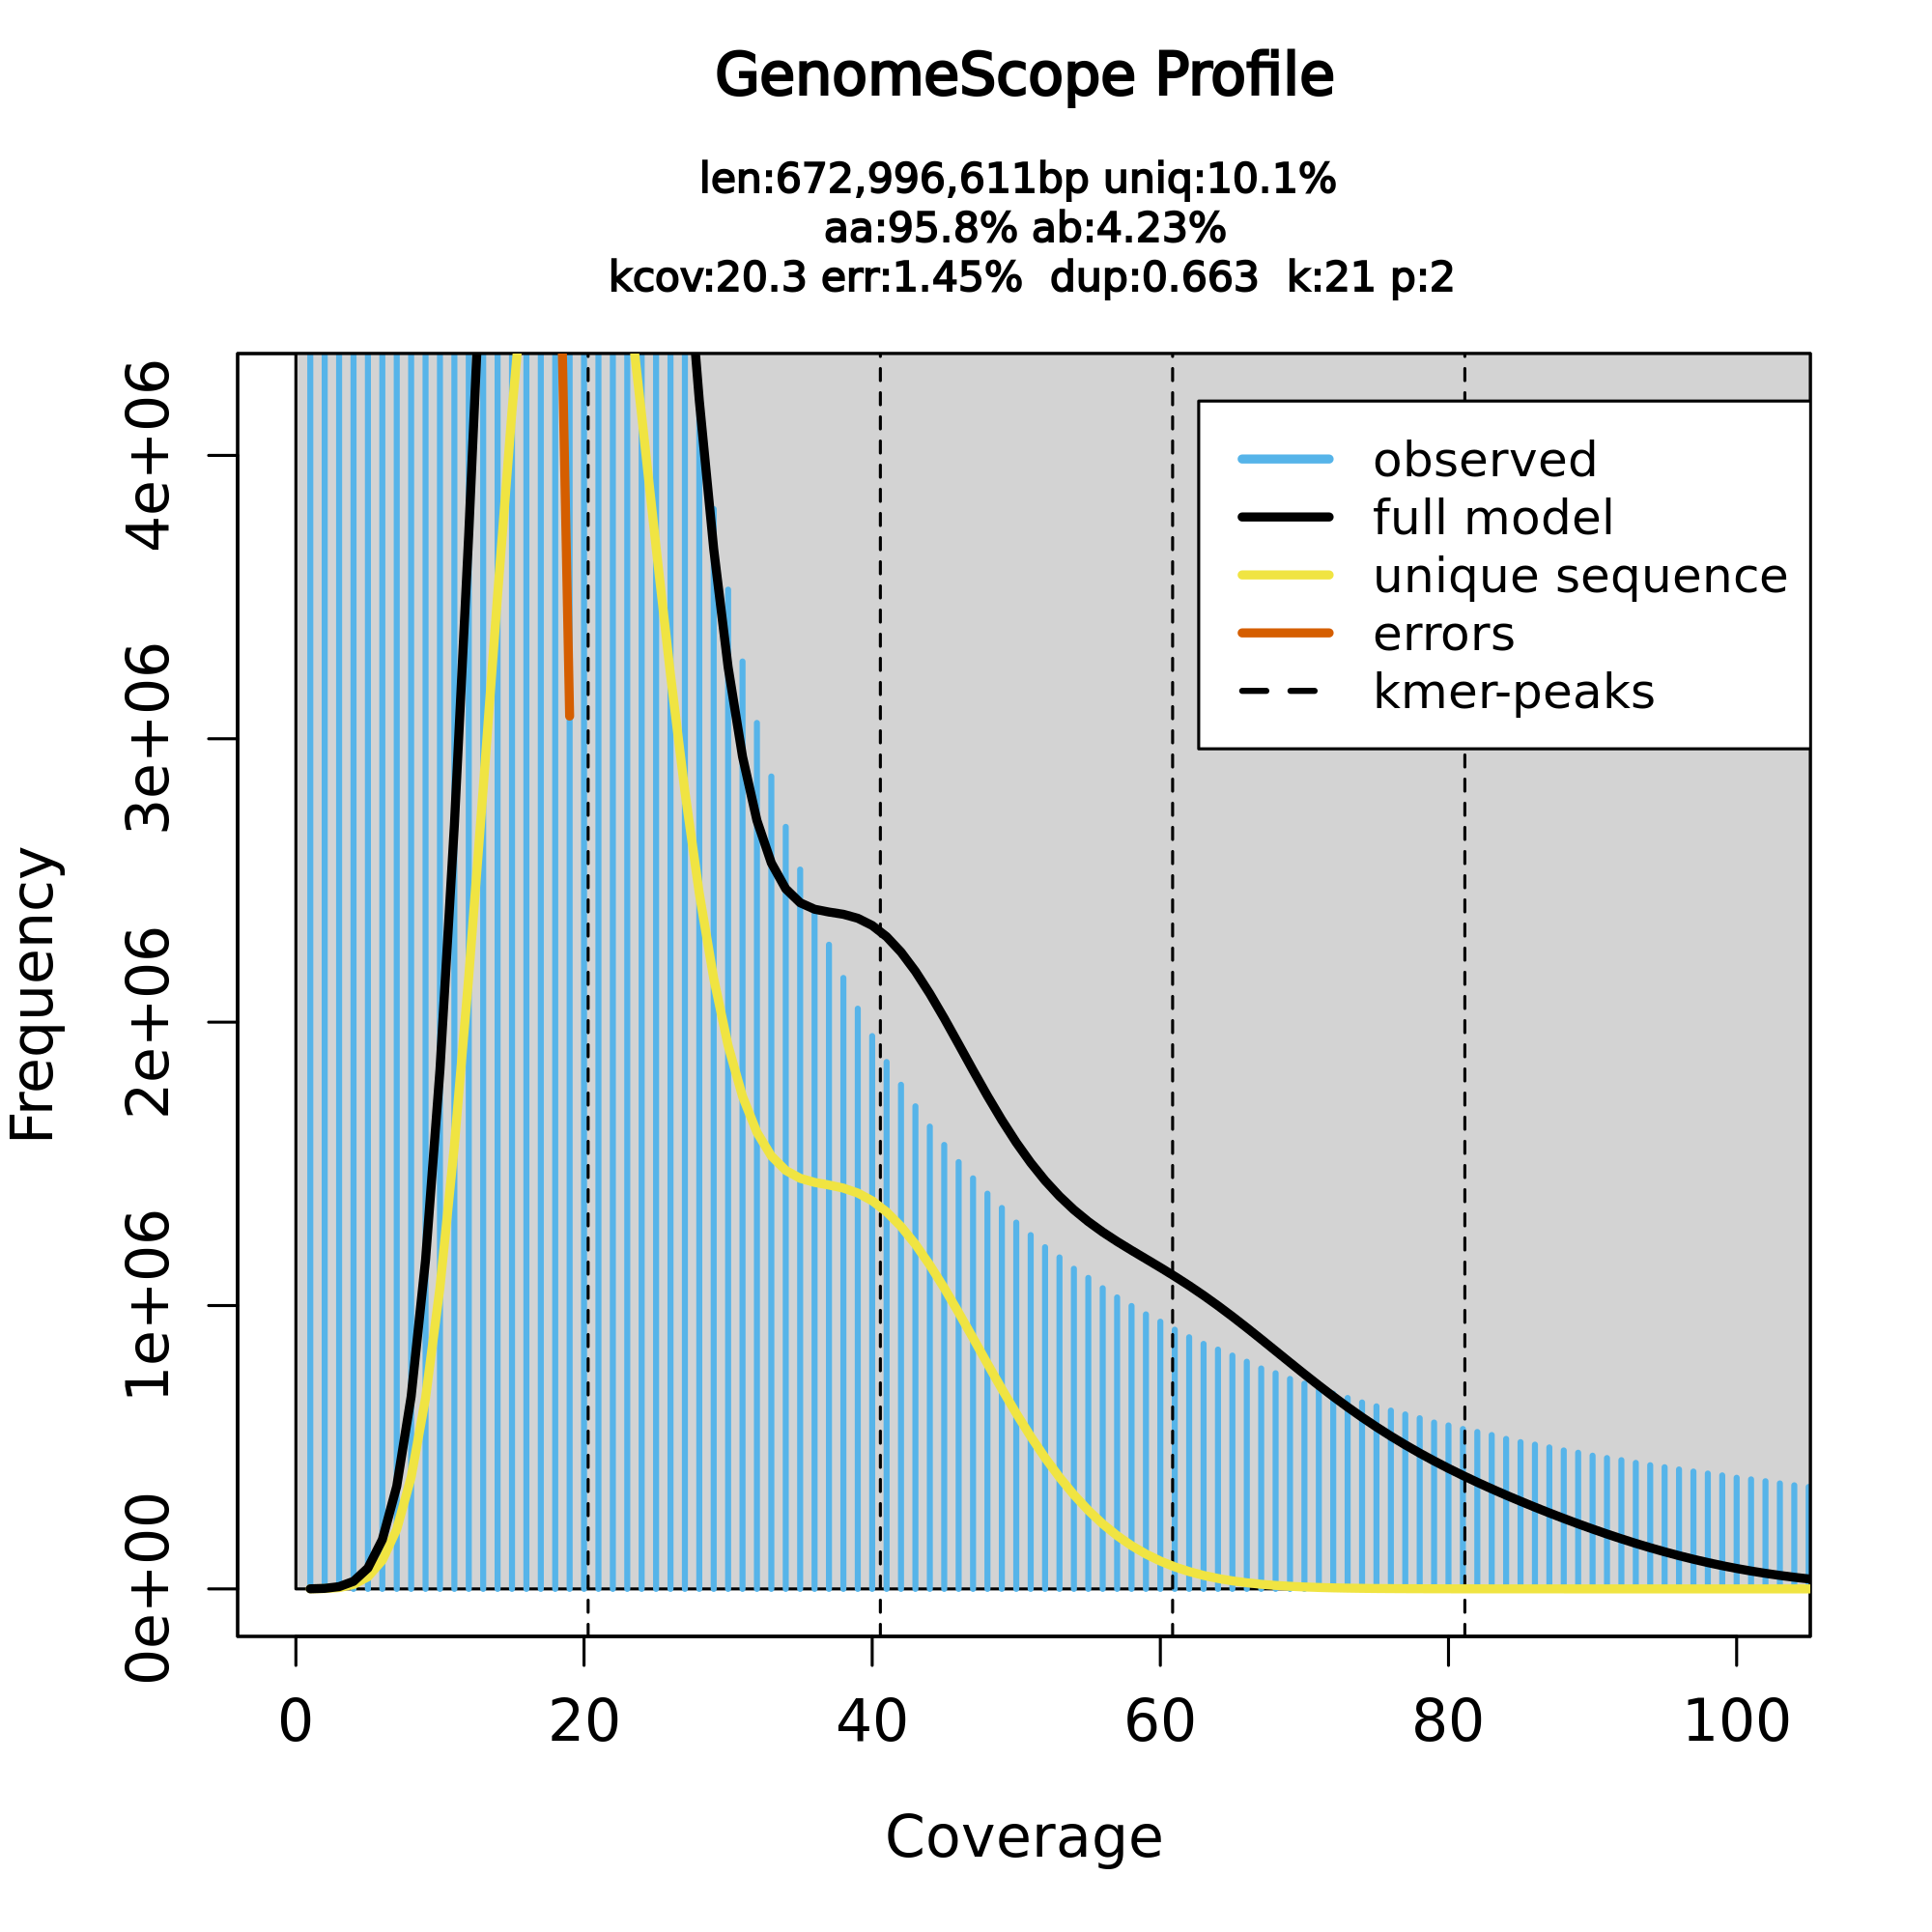 GenomeScope Profile
len:672,996,611bp uniq:10.1%
aa:95.8% ab:4.23%
kcov:20.3 err:1.45% dup:0.663 k:21 p:2
observed
full model
unique sequence
errors
kmer-peaks
Frequency
4e+06
3e+06
2e+06
1e+06
0e+00
0 20 40 60 80 100
Coverage